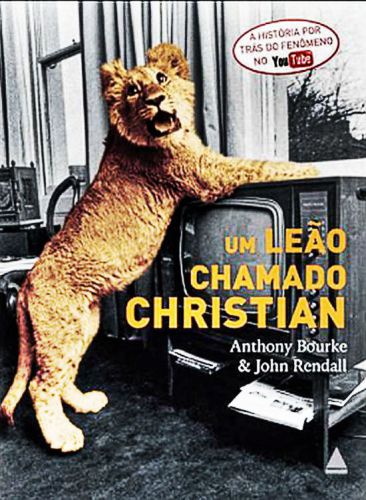 A HISTÓRIA POR
TRÁS DO FENÔMENO
NO YouTube
UM LEÃO
CHAMADO
CHRISTIAN
Anthony Bourke
& John Rendall